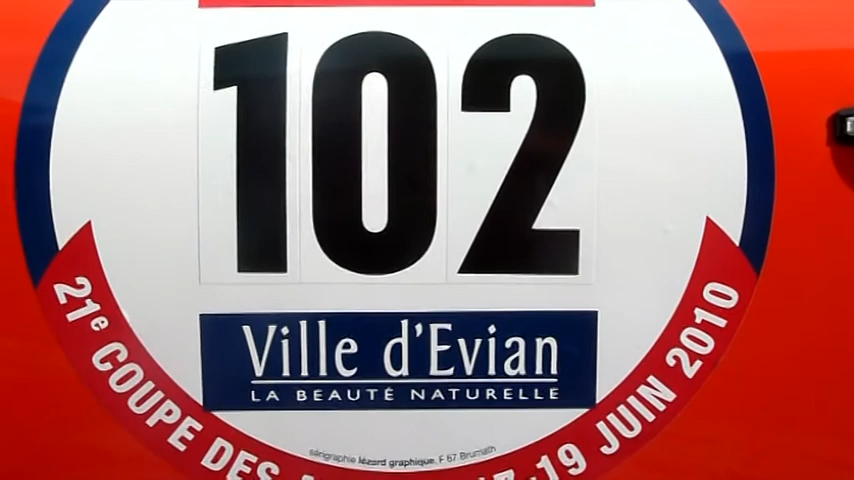 102
Ville d'Evian
LA BEAUTÉ NATURELLE
21e COUPE DES
19 JUIN 2010
sérigraphie lézard graphique, F 67 Brumath